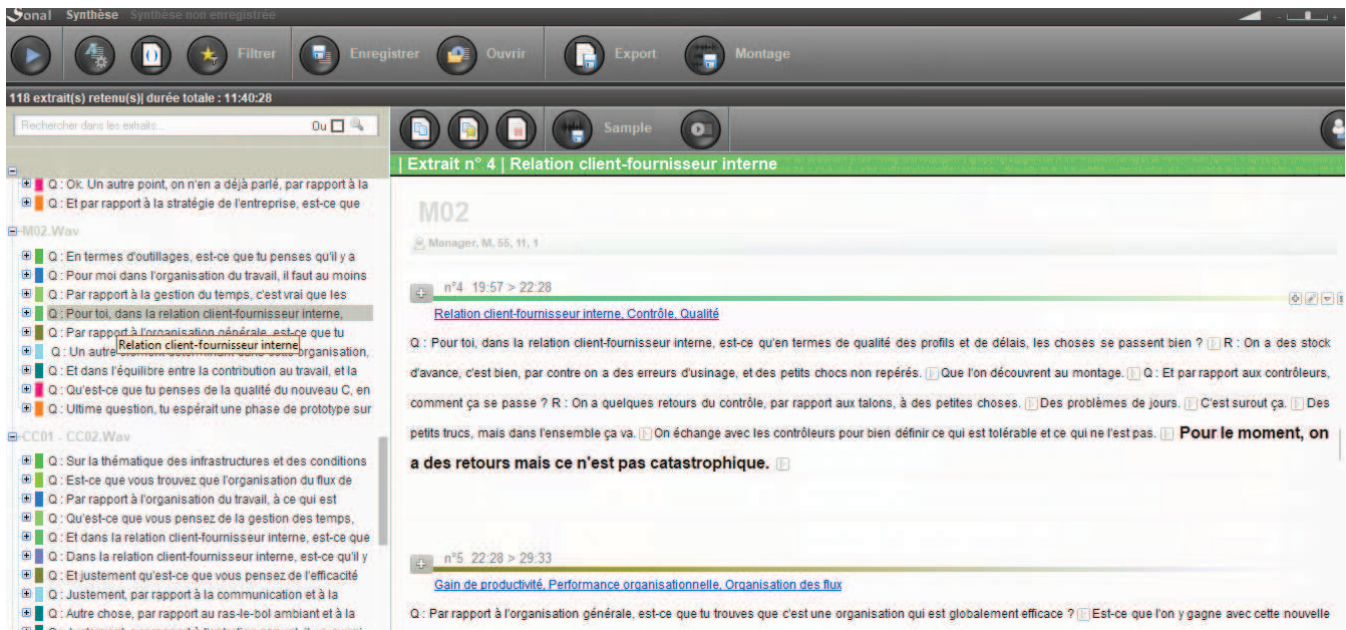 Sonal Synthèse Synthèse non enregistrée
Filtrer Enregistrer Ouvrir Export Montage
118 extrait(s) retenu(s)| durée totale : 11:40:28
Rechercher dans les extraits... Ou
Sample
| Extrait n° 4 | Relation client-fournisseur interne
Q : Ok. Un autre point, on n'en a déjà parlé, par rapport à la
Q : Et par rapport à la stratégie de l'entreprise, est-ce que
M02.Wav
Q : En termes d'outillages, est-ce que tu penses qu'il y a
Q : Pour moi dans l'organisation du travail, il faut au moins
Q : Par rapport à la gestion du temps, c'est vrai que les
Q : Pour toi, dans la relation client-fournisseur interne,
Q : Par rapport à l'organisation générale, est-ce que tu
Relation client-fournisseur interne
Q : Un autre organisation,
Q : Et dans l'équilibre entre la contribution au travail, et la
Q : Qu'est-ce que tu penses de la qualité du nouveau C, en
Q : Ultime question, tu espérait une phase de prototype sur
CC01 - CC02.Wav
Q : Sur la thématique des infrastructures et des conditions
Q : Est-ce que vous trouvez que l'organisation du flux de
Q : Par rapport à l'organisation du travail, à ce qui est
Q : Qu'est-ce que vous pensez de la gestion des temps,
Q : Et dans la relation client-fournisseur interne, est-ce que
Q : Dans la relation client-fournisseur interne, est-ce qu'il y
Q : Et justement qu'est-ce que vous pensez de l'efficacité
Q : Justement, par rapport à la communication et à la
Q : Autre chose, par rapport au ras-le-bol ambiant et à la
M02
Manager, M, 55, 11, 1
n°4 19:57 > 22:28
Relation client-fournisseur interne, Contrôle, Qualité
Q : Pour toi, dans la relation client-fournisseur interne, est-ce qu'en termes de qualité des profils et de délais, les choses se passent bien ? R : On a des stock
d'avance, c'est bien, par contre on a des erreurs d'usinage, et des petits chocs non repérés. Que l'on découvrent au montage. Q : Et par rapport aux contrôleurs,
comment ça se passe ? R : On a quelques retours du contrôle, par rapport aux talons, à des petites choses. Des problèmes de jours. C'est surout ça. Des
petits trucs, mais dans l'ensemble ça va. On échange avec les contrôleurs pour bien définir ce qui est tolérable et ce qui ne l'est pas. Pour le moment, on
a des retours mais ce n'est pas catastrophique.
n°5 22:28 > 29:33
Gain de productivité, Performance organisationnelle, Organisation des flux
Q : Par rapport à l'organisation générale, est-ce que tu trouves que c'est une organisation qui est globalement efficace ? Est-ce que l'on y gagne avec cette nouvelle